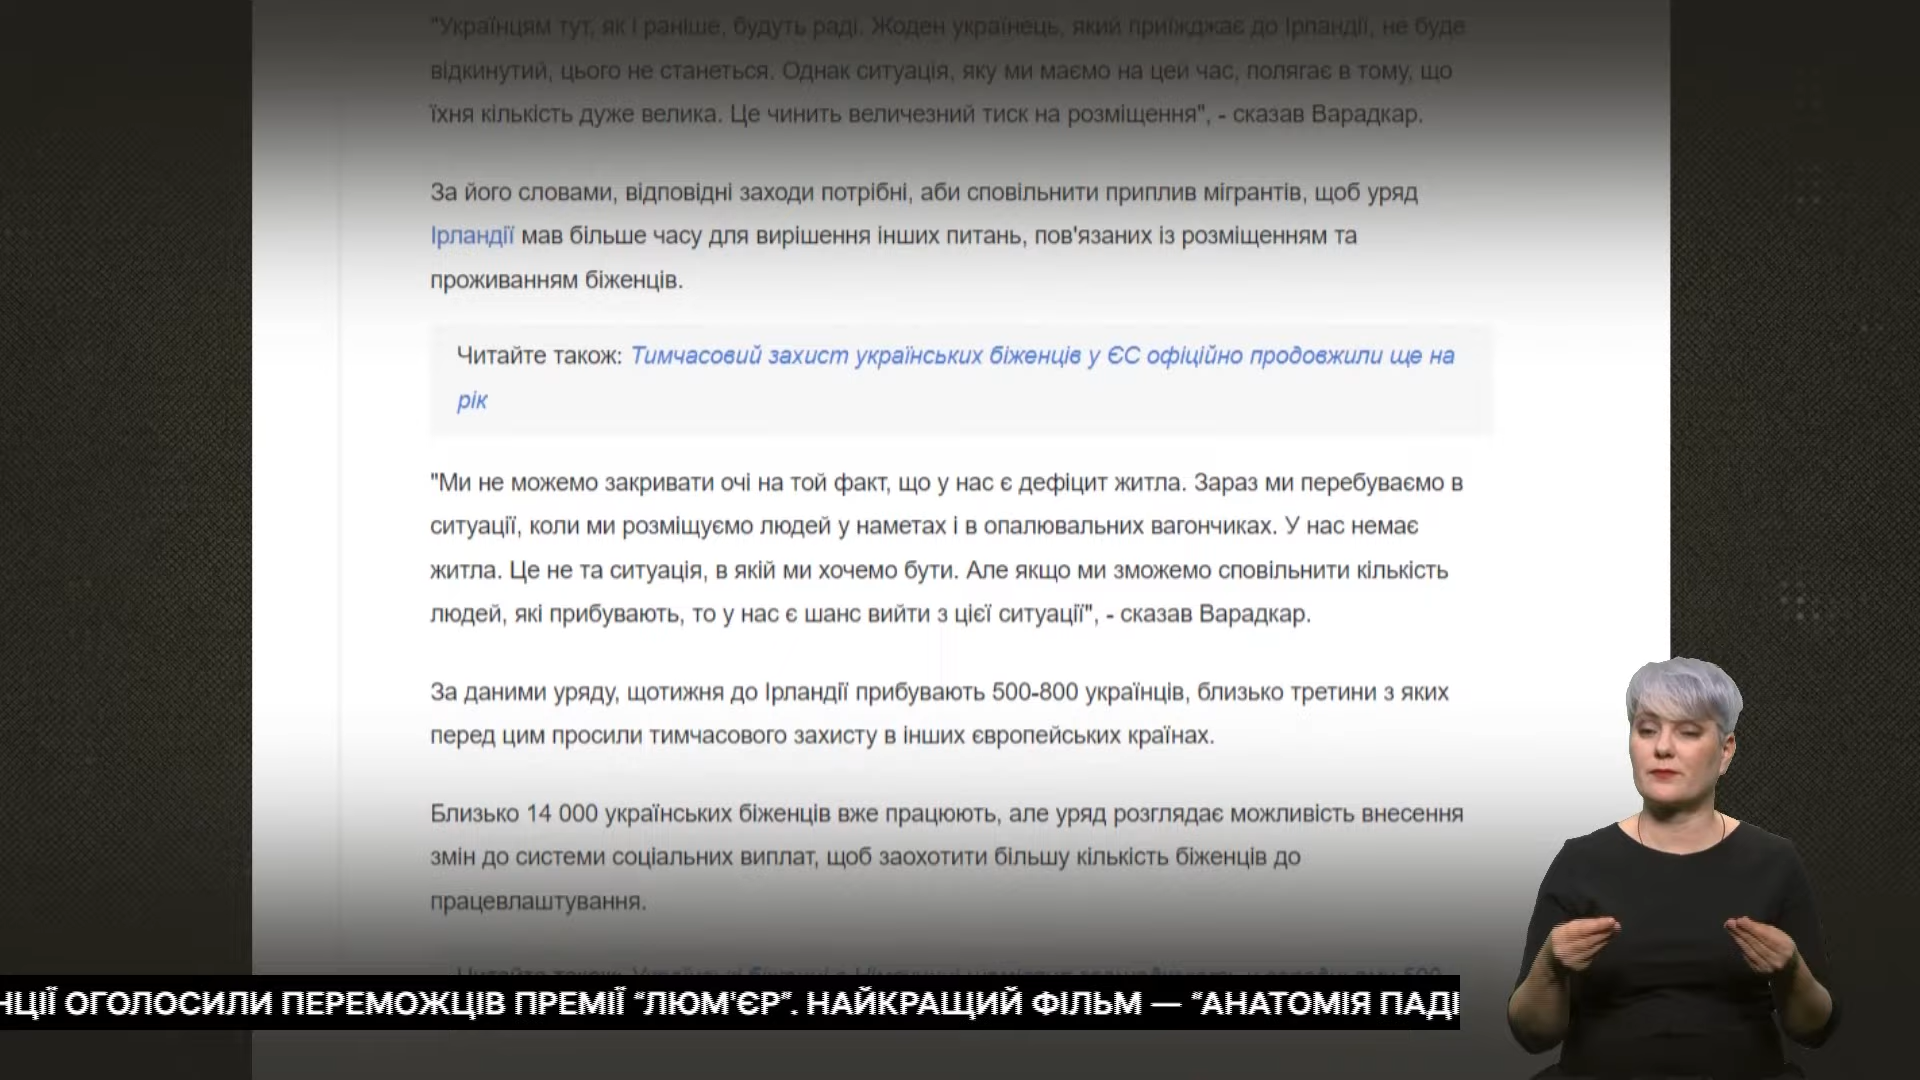 "Українцям тут, як і раніше, будуть раді. Жоден українець, який приїжджає до Ірландії, не буде
відкинутий, цього не станеться. Однак ситуація, яку ми маємо на цей час, полягає в тому, що
їхня кількість дуже велика. Це чинить величезний тиск на розміщення", - сказав Варадкар.
За його словами, відповідні заходи потрібні, аби сповільнити приплив мігрантів, щоб уряд
Ірландії мав більше часу для вирішення інших питань, пов'язаних із розміщенням та
проживанням біженців.
Читайте також: Тимчасовий захист українських біженців у ЄС офіційно продовжили ще на
рік
"Ми не можемо закривати очі на той факт, що у нас є дефіцит житла. Зараз ми перебуваємо в
ситуації, коли ми розміщуємо людей у наметах і в опалювальних вагончиках. У нас немає
житла. Це не та ситуація, в якій ми хочемо бути. Але якщо ми зможемо сповільнити кількість
людей, які прибувають, то у нас є шанс вийти з цієї ситуації", - сказав Варадкар.
За даними уряду, щотижня до Ірландії прибувають 500-800 українців, близько третини з яких
перед цим просили тимчасового захисту в інших європейських країнах.
Близько 14 000 українських біженців вже працюють, але уряд розглядає можливість внесення
змін до системи соціальних виплат, щоб заохотити більшу кількість біженців до
працевлаштування.
НЦІЇ ОГОЛОСИЛИ ПЕРЕМОЖЦІВ ПРЕМІЇ “ЛЮМ'ЄР”. НАЙКРАЩИЙ ФІЛЬМ — “АНАТОМІЯ ПАДІ